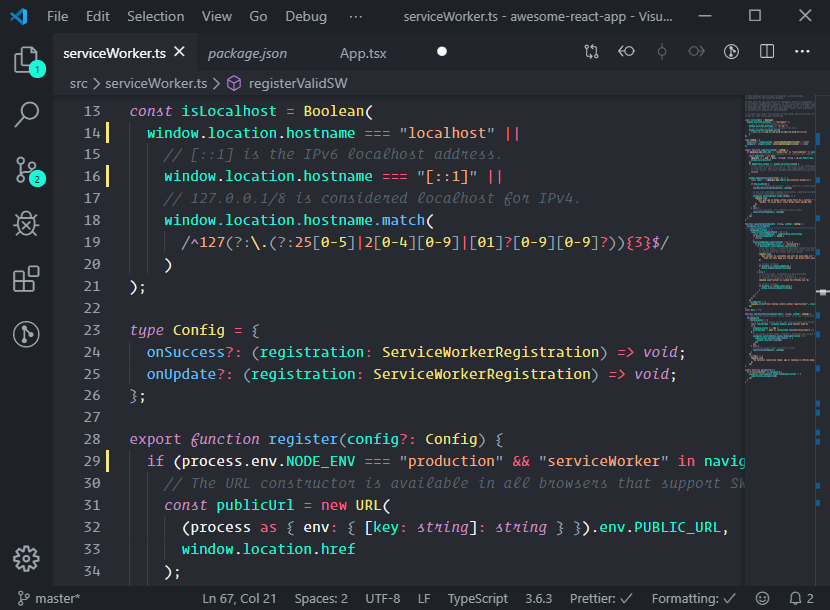 File Edit Selection View Go Debug ··· serviceWorker.ts - awesome-react-app - Visu...
serviceWorker.ts package.json App.tsx
src > serviceWorker.ts > registerValidSW
1
2
13 const isLocalhost = Boolean(
14 window.location.hostname === "localhost" ||
15 // [::1] is the IPv6 localhost address.
16 window.location.hostname === "[::1]" ||
17 // 127.0.0.1/8 is considered localhost for IPv4.
18 window.location.hostname.match(
19 /^127(?:\.(?:25[0-5]|2[0-4][0-9]|[01]?[0-9][0-9]?)){3}$/
20 )
21 );
22
23 type Config = {
24 onSuccess?: (registration: ServiceWorkerRegistration) => void;
25 onUpdate?: (registration: ServiceWorkerRegistration) => void;
26 };
27
28 export function register(config?: Config) {
29 if (process.env.NODE_ENV === "production" && "serviceWorker" in navig
30 // The URL constructor is available in all browsers that support SW
31 const publicUrl = new URL(
32 (process as { env: { [key: string]: string } }).env.PUBLIC_URL,
33 window.location.href
34 );
master* Ln 67, Col 21 Spaces: 2 UTF-8 LF TypeScript 3.6.3 Prettier: ✓ Formatting: ✓ 2